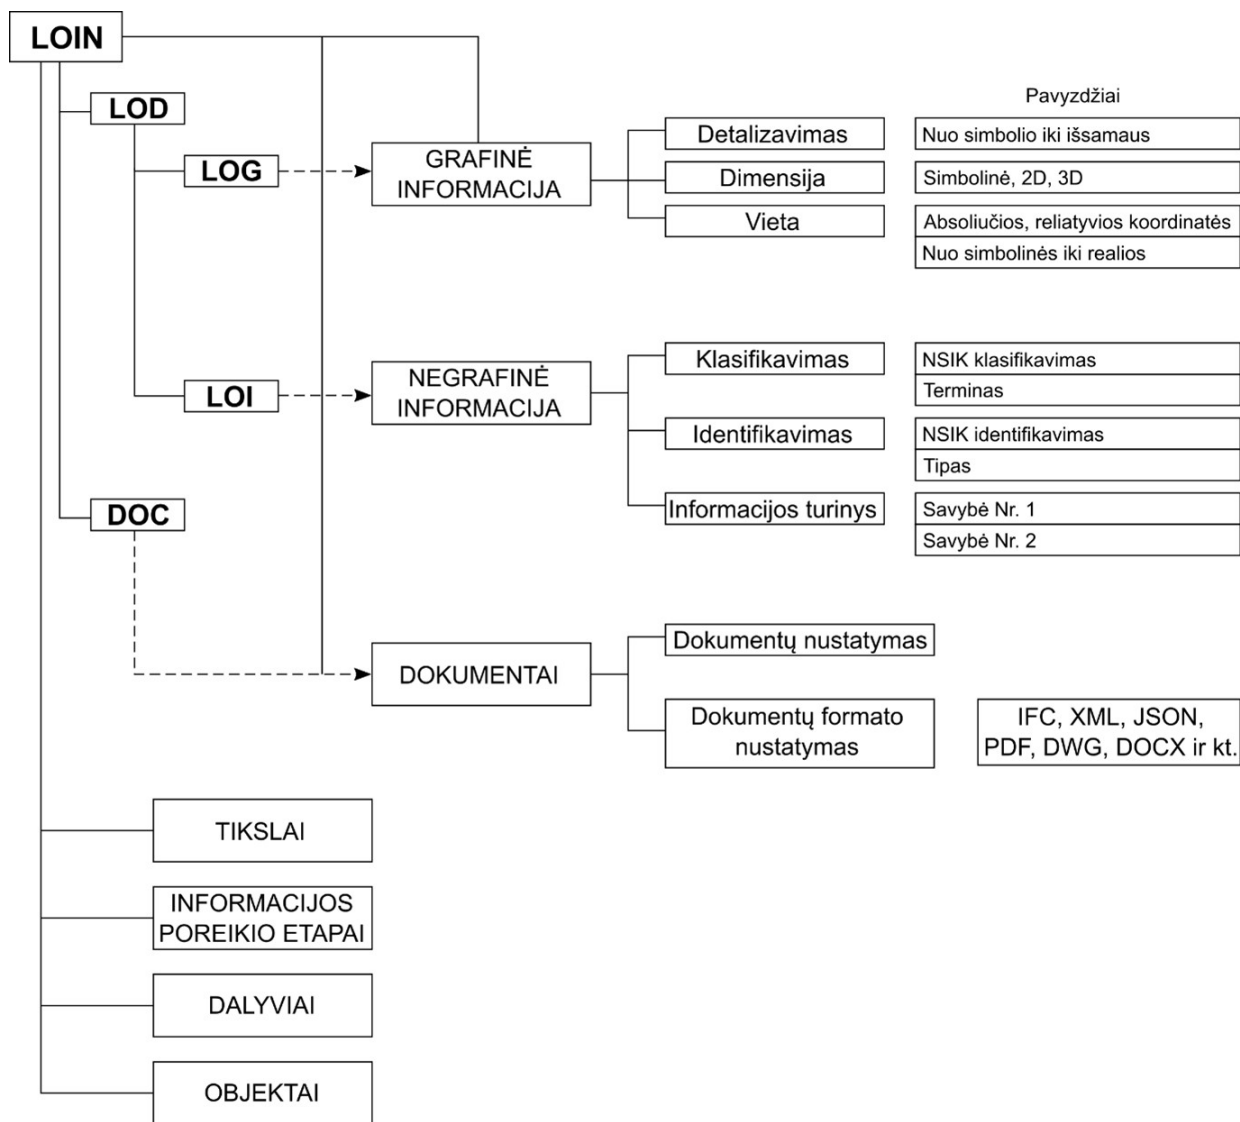 LOIN
LOD
Pavyzdžiai
LOG
GRAFINĖ
INFORMACIJA
Detalizavimas
Nuo simbolio iki išsamaus
Dimensija
Simbolinė, 2D, 3D
Vieta
Absoliučios, reliatyvios koordinatės
Nuo simbolinės iki realios
LOI
NEGRAFINĖ
INFORMACIJA
Klasifikavimas
NSIK klasifikavimas
Terminas
Identifikavimas
NSIK identifikavimas
Tipas
Informacijos turinys
Savybė Nr. 1
Savybė Nr. 2
DOC
DOKUMENTAI
Dokumentų nustatymas
Dokumentų formato
nustatymas
IFC, XML, JSON,
PDF, DWG, DOCX ir kt.
TIKSLAI
INFORMACIJOS
POREIKIO ETAPAI
DALYVIAI
OBJEKTAI